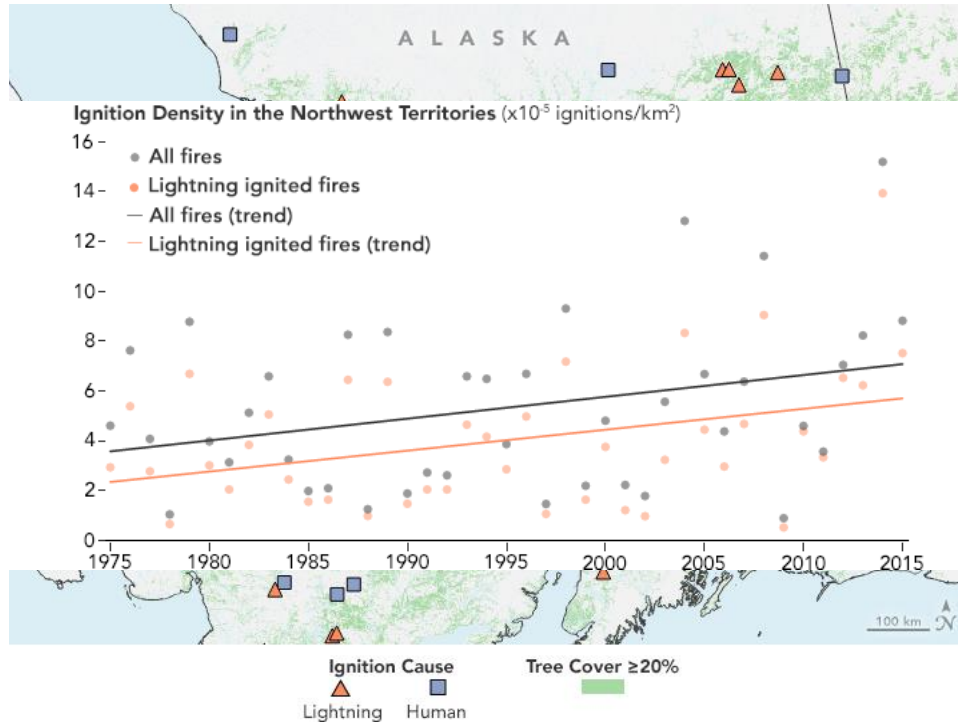 ALASKA
Ignition Density in the Northwest Territories (x10⁻⁵ ignitions/km²)
16
All fires
14
Lightning ignited fires
All fires (trend)
12
Lightning ignited fires (trend)
10
8
6
4
2
0
1975 1980 1985 1990 1995 2000 2005 2010 2015
100 km N
Ignition Cause Tree Cover ≥20%
Lightning Human